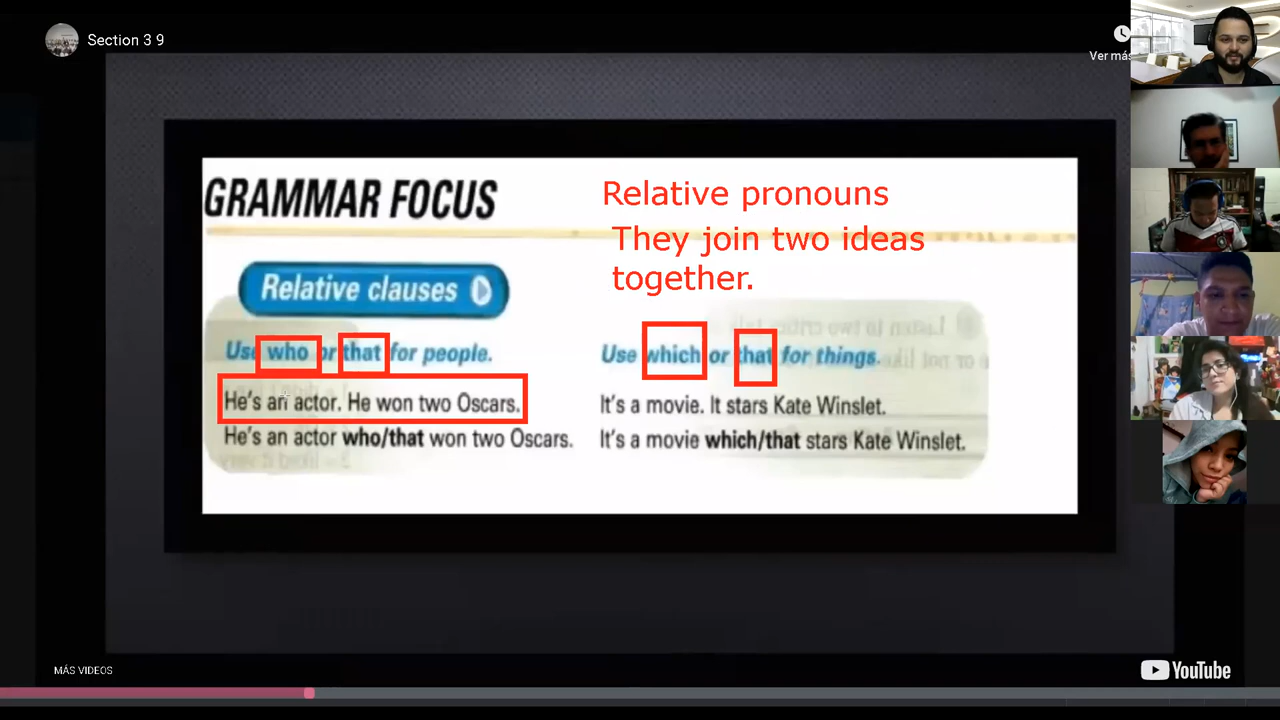 Section 3 9
Ver más
GRAMMAR FOCUS
Relative pronouns
They join two ideas
together.
Relative clauses
Use who or that for people.
He's an actor. He won two Oscars.
He's an actor who/that won two Oscars.
Use which or that for things.
It's a movie. It stars Kate Winslet.
It's a movie which/that stars Kate Winslet.
MÁS VIDEOS
YouTube